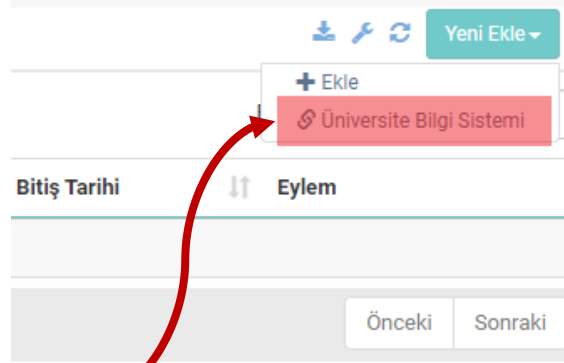 Yeni Ekle
Ekle
Üniversite Bilgi Sistemi
Bitiş Tarihi Eylem
Önceki Sonraki